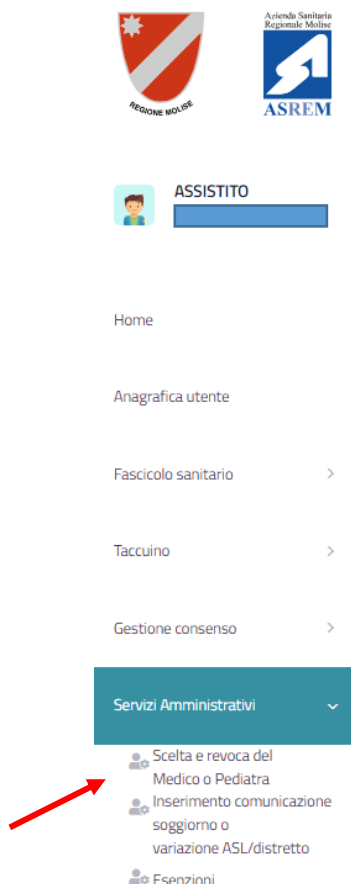 Azienda Sanitaria
Regionale Molise
REGIONE MOLISE
ASREM
ASSISTITO
Home
Anagrafica utente
Fascicolo sanitario
Taccuino
Gestione consenso
Servizi Amministrativi
Scelta e revoca del
Medico o Pediatra
Inserimento comunicazione
soggiorno o
variazione ASL/distretto
Esenzioni